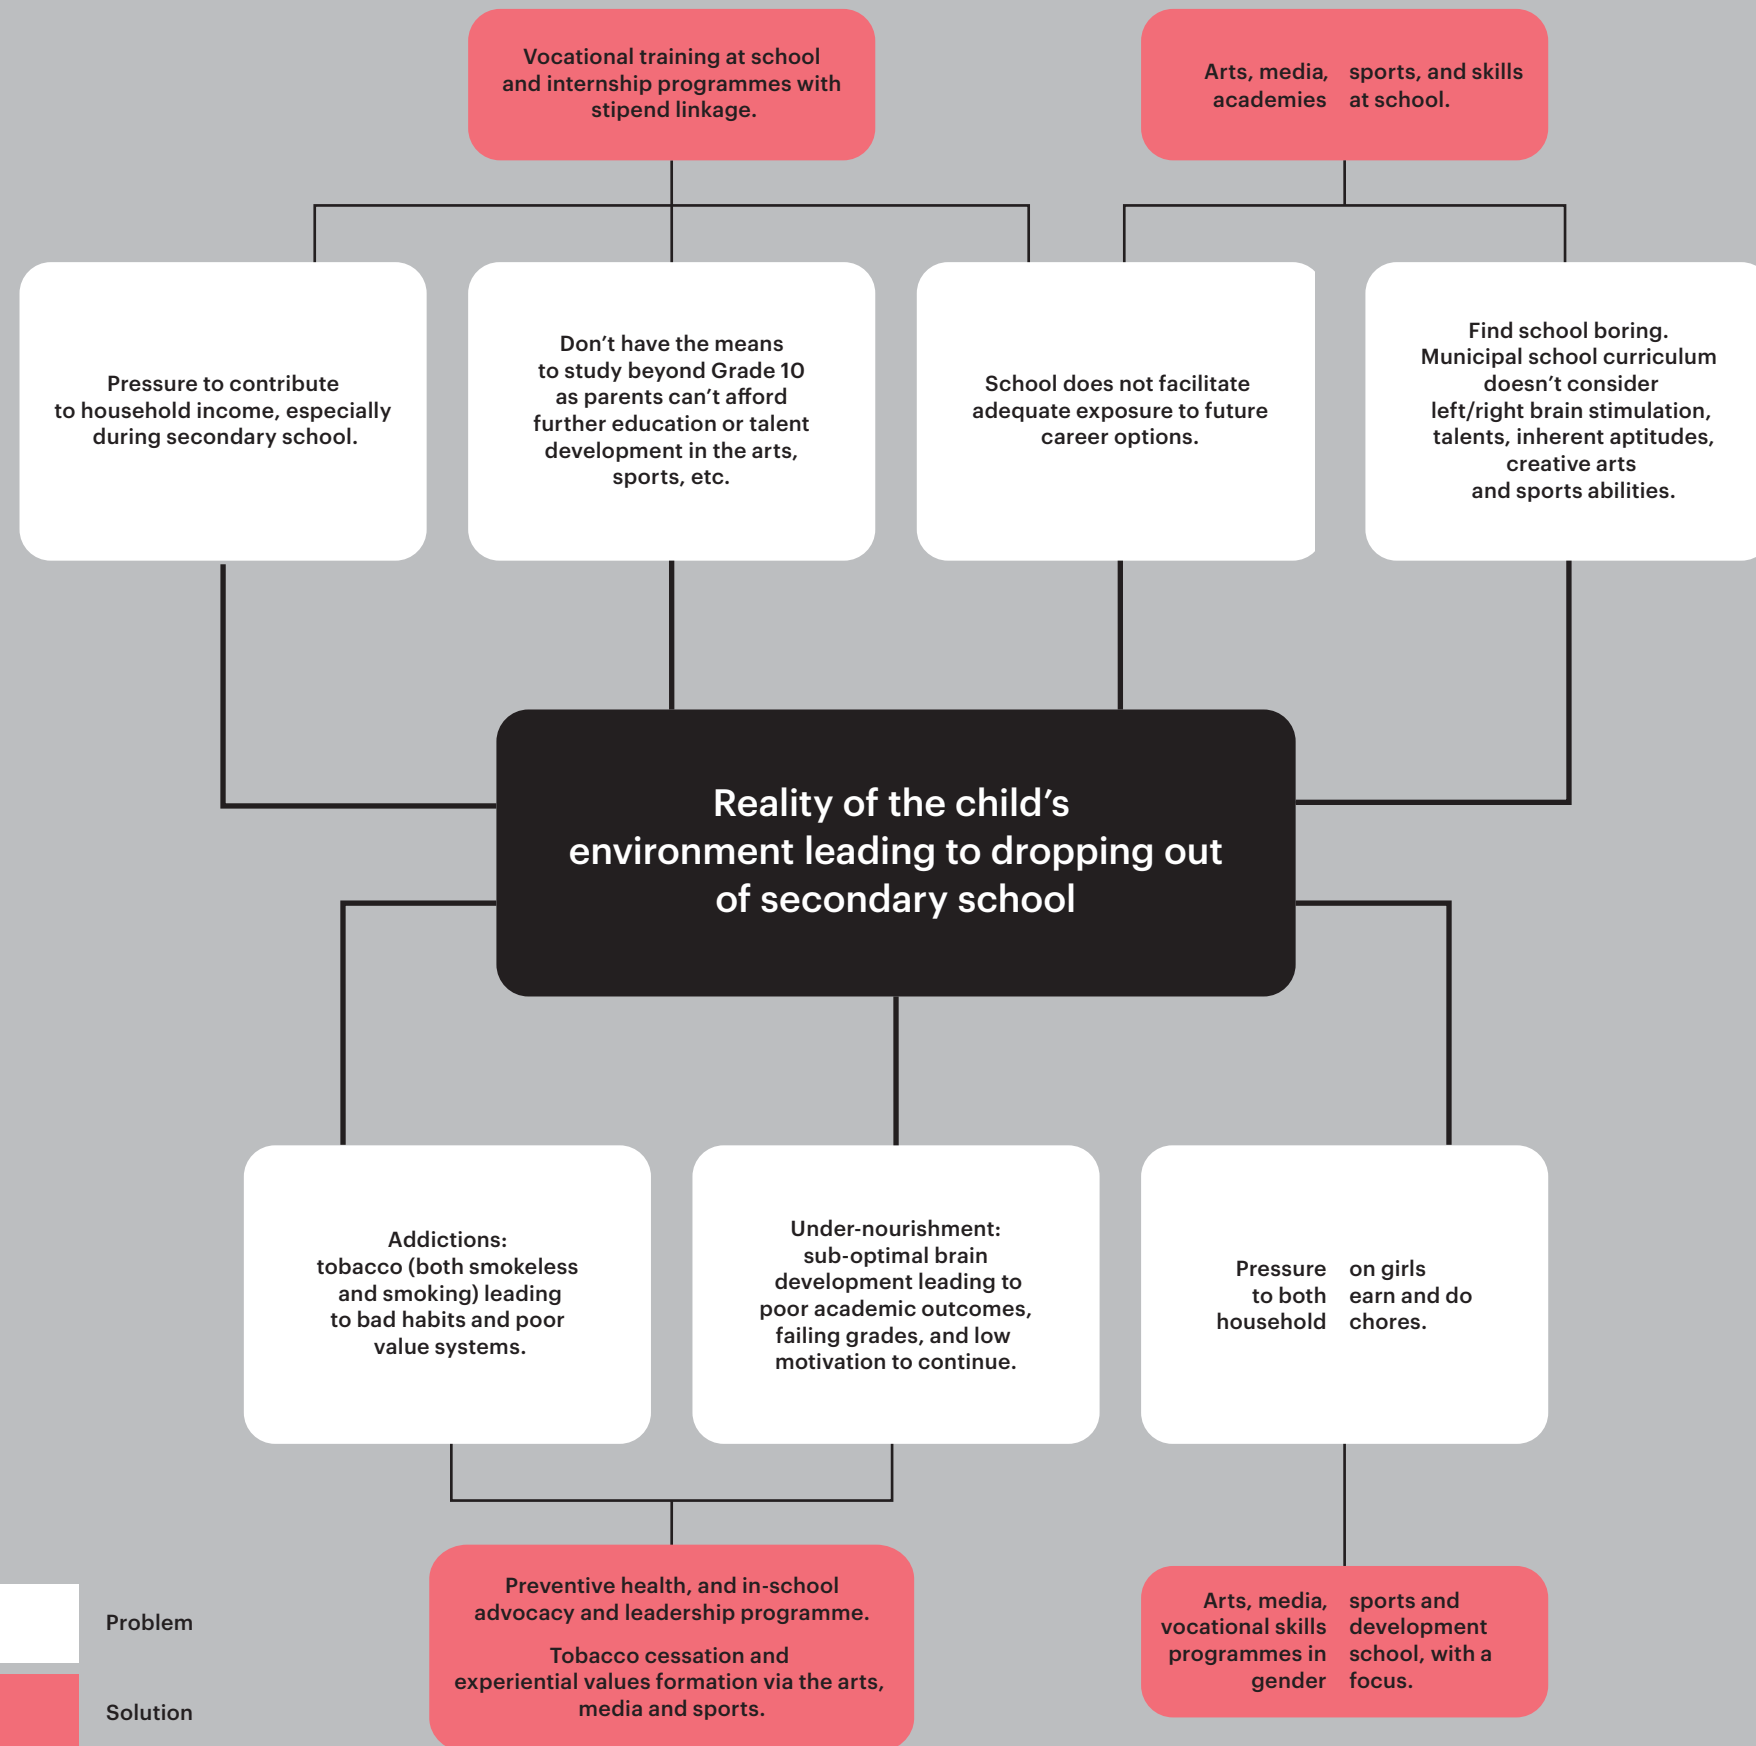 Vocational training at school
and internship programmes with
stipend linkage.
Arts, media, sports, and skills
academies at school.
Pressure to contribute
to household income, especially
during secondary school.
Don't have the means
to study beyond Grade 10
as parents can't afford
further education or talent
development in the arts,
sports, etc.
School does not facilitate
adequate exposure to future
career options.
Find school boring.
Municipal school curriculum
doesn't consider
left/right brain stimulation,
talents, inherent aptitudes,
creative arts
and sports abilities.
Reality of the child's
environment leading to dropping out
of secondary school
Addictions:
tobacco (both smokeless
and smoking) leading
to bad habits and poor
value systems.
Under-nourishment:
sub-optimal brain
development leading to
poor academic outcomes,
failing grades, and low
motivation to continue.
Pressure on girls
to both earn and do
household chores.
Preventive health, and in-school
advocacy and leadership programme.
Tobacco cessation and
experiential values formation via the arts,
media and sports.
Arts, media, sports and
vocational skills development
programmes in school, with a
gender focus.
Problem
Solution